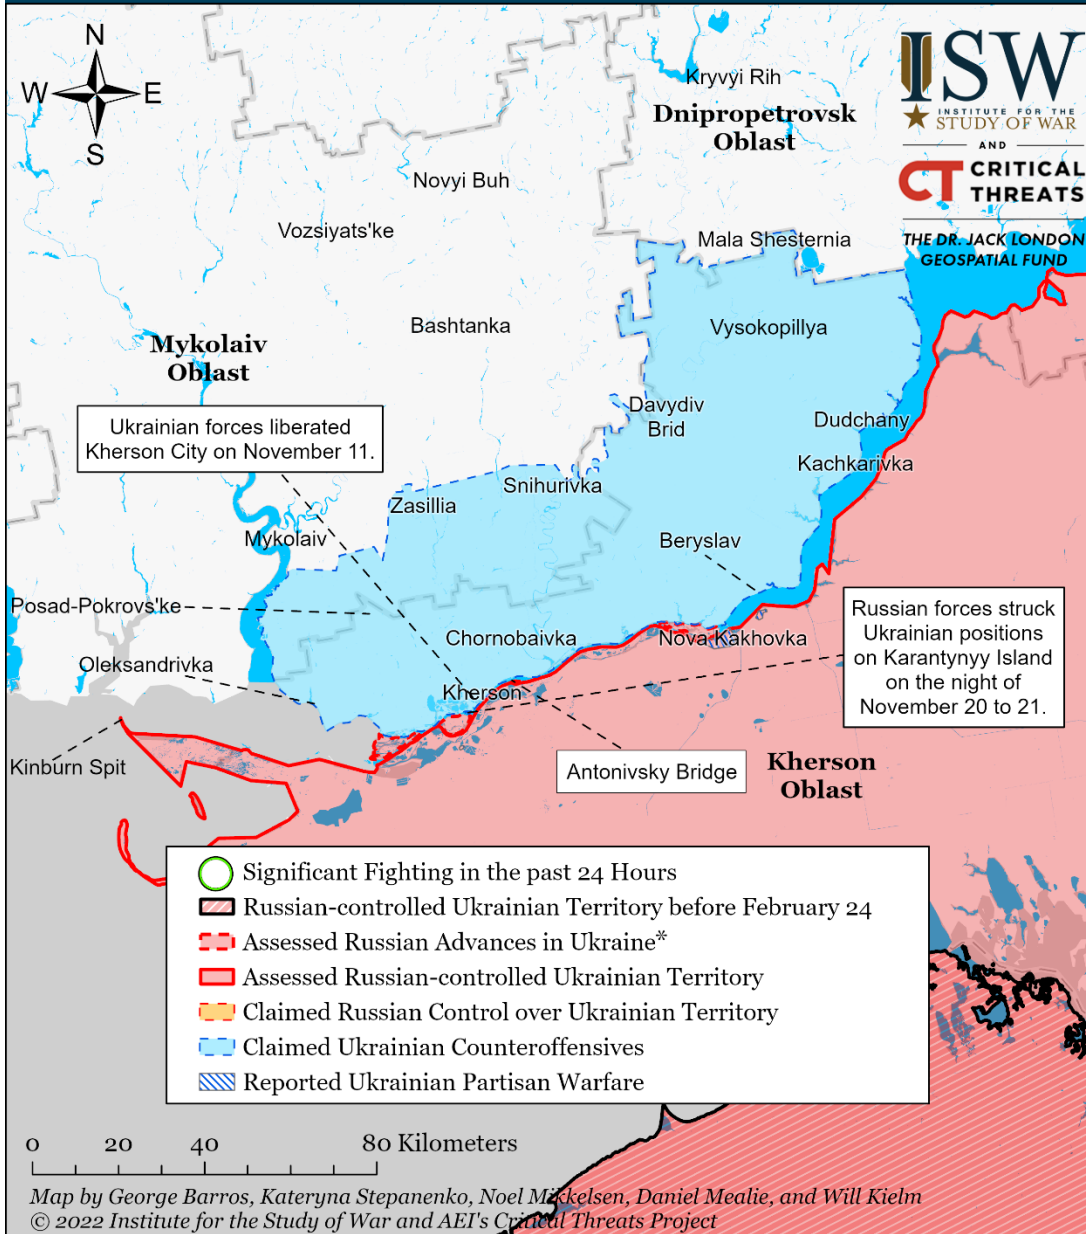 N
W E
S
ISW
INSTITUTE FOR THE
STUDY OF WAR
AND
CT CRITICAL
THREATS
THE DR. JACK LONDON
GEOSPATIAL FUND
Kryvyi Rih
Dnipropetrovsk
Oblast
Novyi Buh
Vozsiyats'ke
Mala Shesternia
Bashtanka
Vysokopillya
Mykolaiv
Oblast
Davydiv
Brid
Dudchany
Ukrainian forces liberated
Kherson City on November 11.
Kachkarivka
Snihurivka
Zasillia
Mykolaiv
Beryslav
Posad-Pokrovs'ke
Chornobaivka
Nova Kakhovka
Russian forces struck
Ukrainian positions
on Karantynyy Island
on the night of
November 20 to 21.
Oleksandrivka
Kherson
Kinburn Spit
Antonivsky Bridge
Kherson
Oblast
Significant Fighting in the past 24 Hours
Russian-controlled Ukrainian Territory before February 24
Assessed Russian Advances in Ukraine*
Assessed Russian-controlled Ukrainian Territory
Claimed Russian Control over Ukrainian Territory
Claimed Ukrainian Counteroffensives
Reported Ukrainian Partisan Warfare
0 20 40 80 Kilometers
Map by George Barros, Kateryna Stepanenko, Noel Mikkelsen, Daniel Mealie, and Will Kielm
© 2022 Institute for the Study of War and AEI's Critical Threats Project